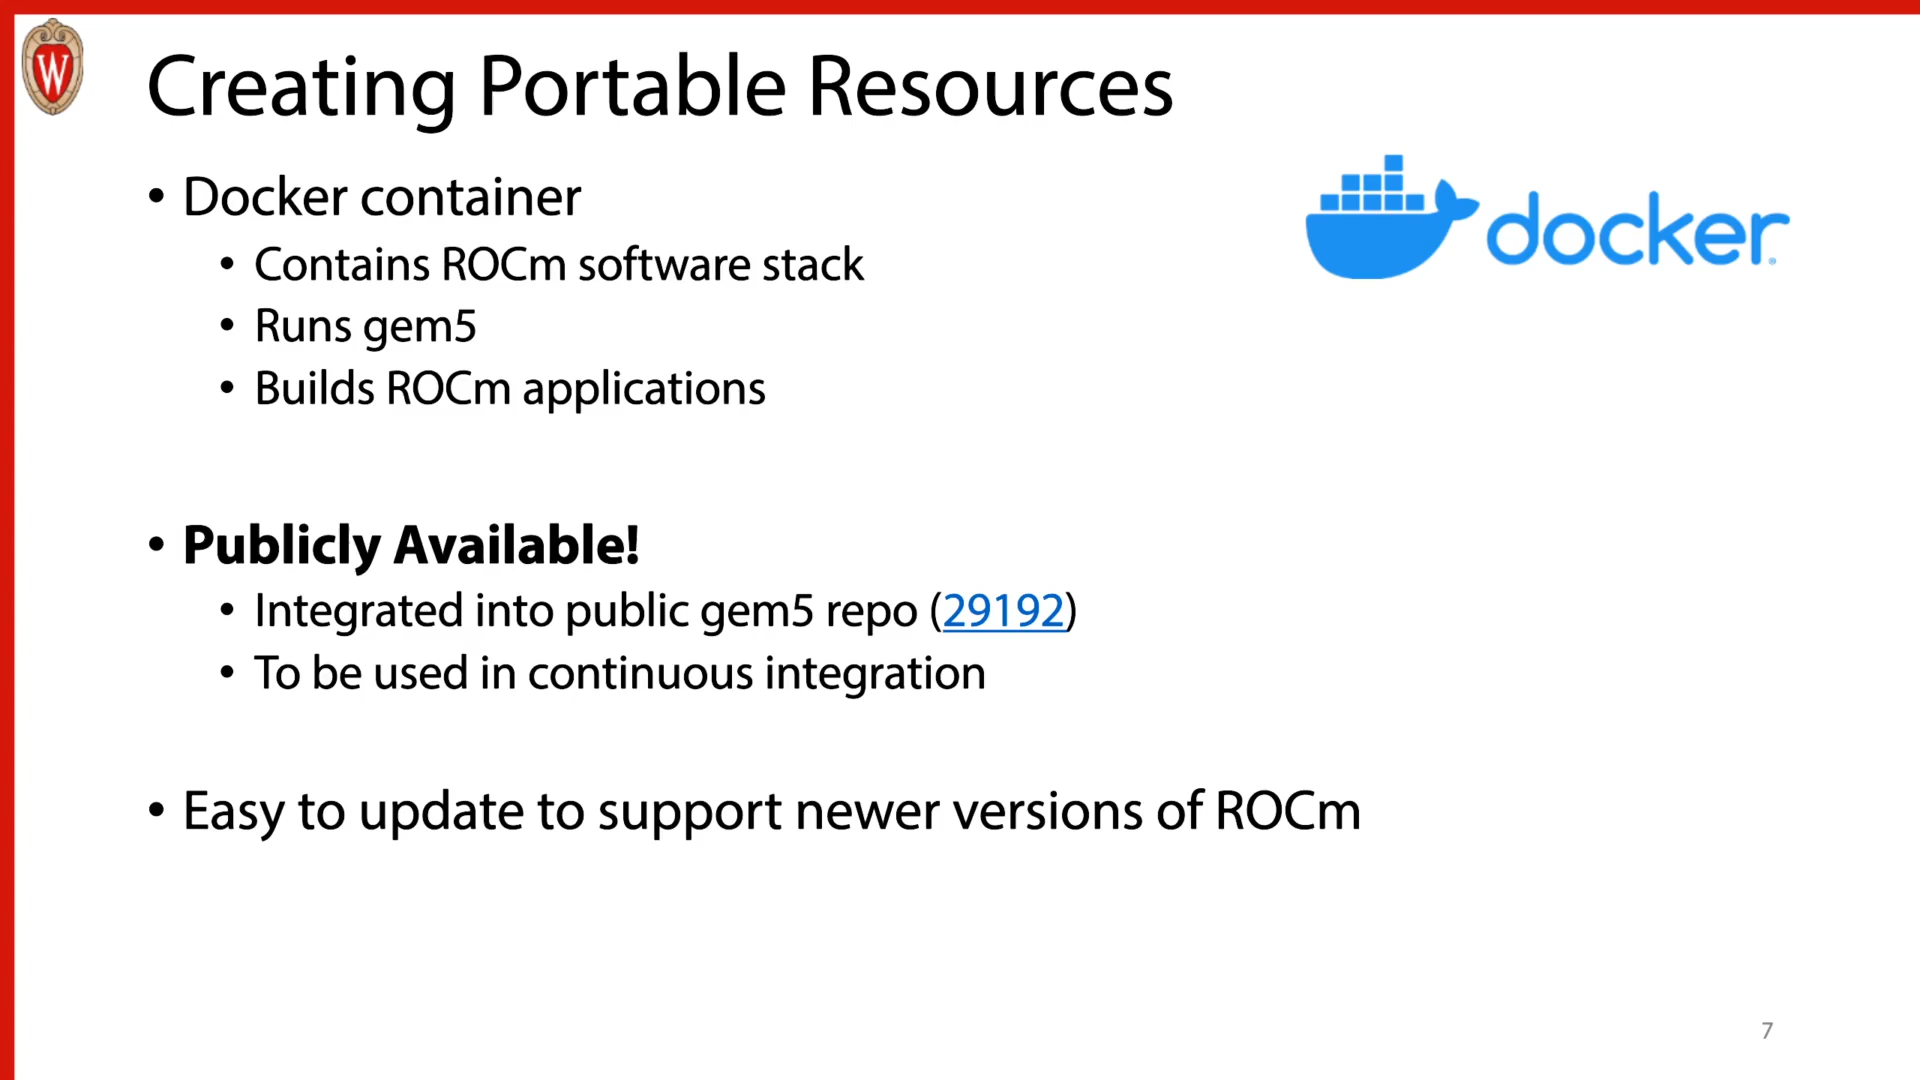 W
Creating Portable Resources
• Docker container
• Contains ROCm software stack
• Runs gem5
• Builds ROCm applications
docker
• Publicly Available!
• Integrated into public gem5 repo (29192)
• To be used in continuous integration
• Easy to update to support newer versions of ROCm
7